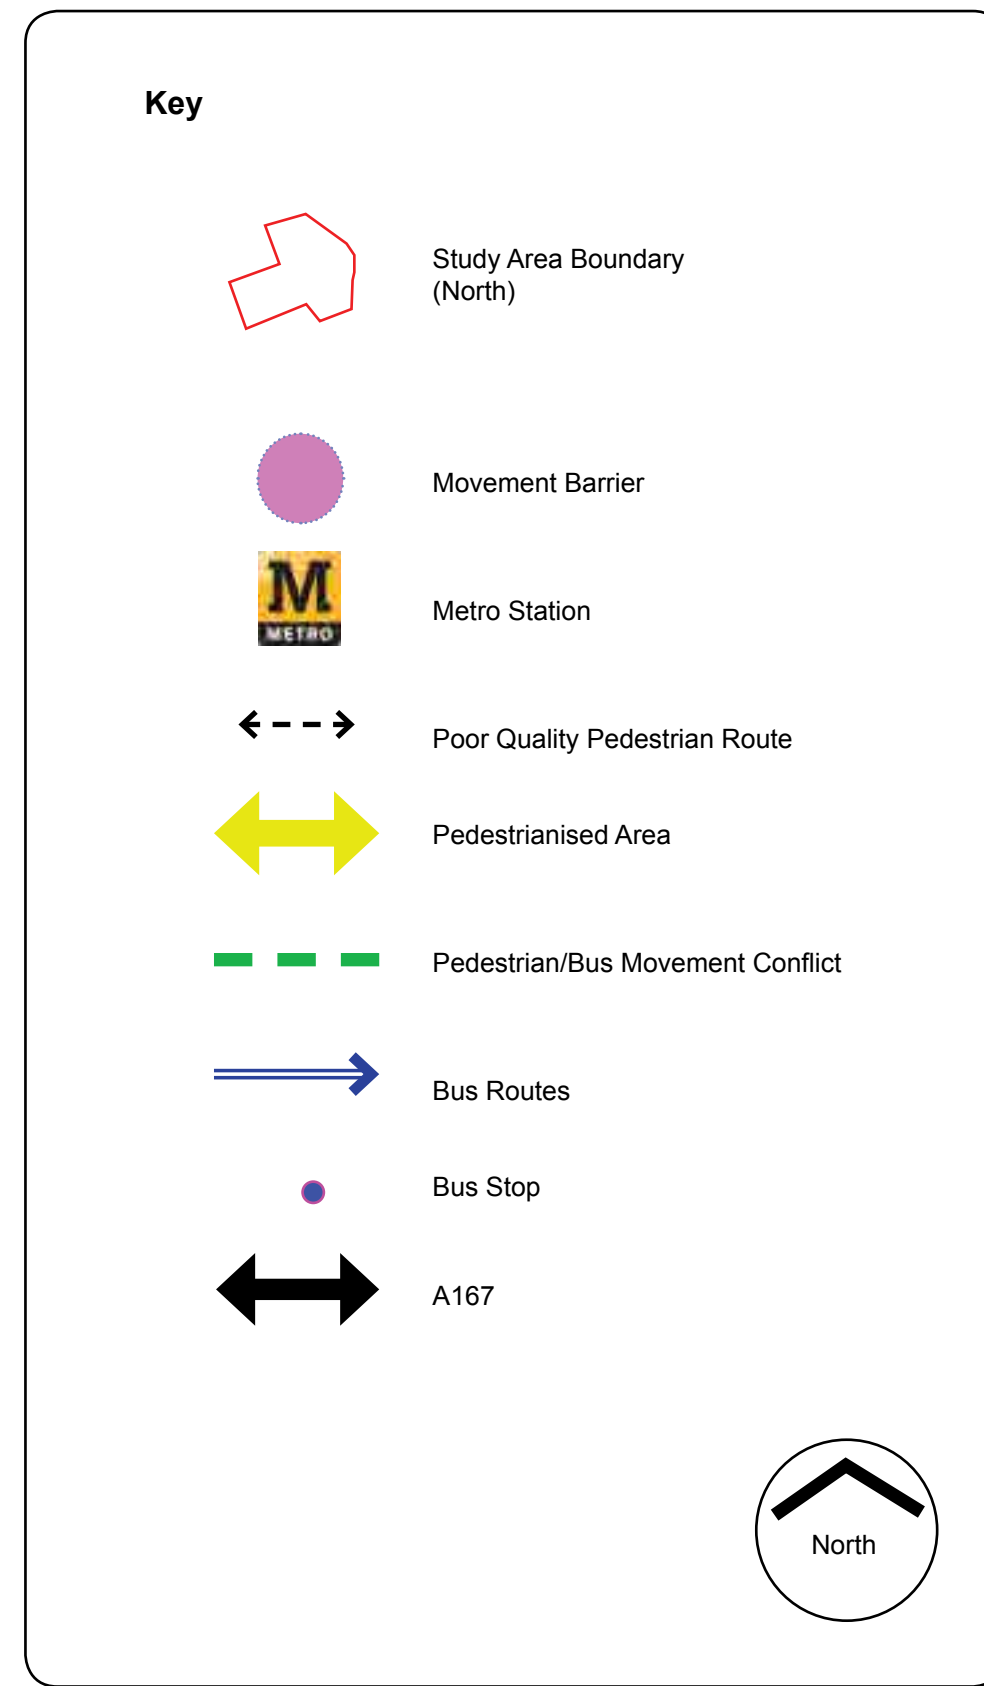 Key
Study Area Boundary
(North)
Movement Barrier
M
METRO
Metro Station
Poor Quality Pedestrian Route
Pedestrianised Area
Pedestrian/Bus Movement Conflict
Bus Routes
Bus Stop
A167
North